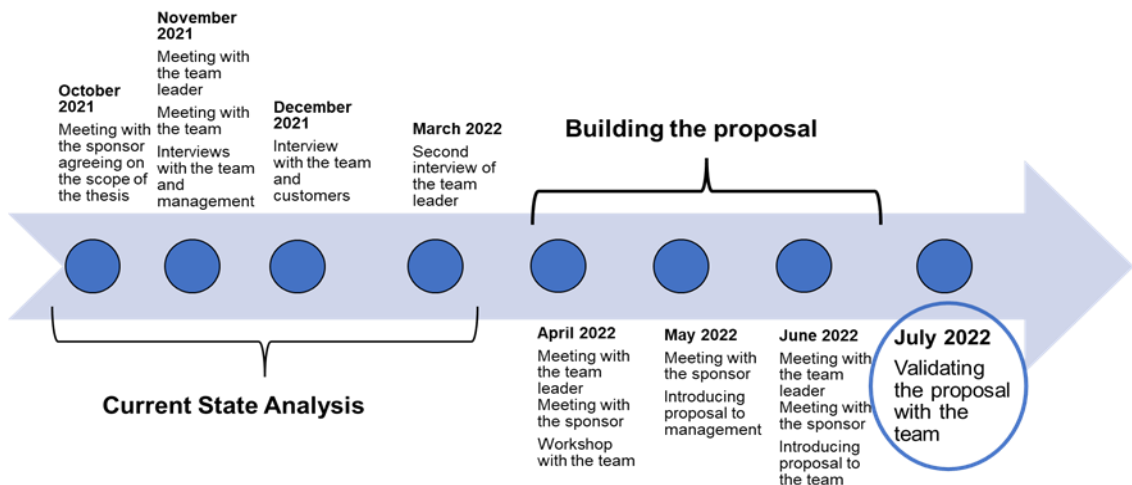 October
2021
Meeting with
the sponsor
agreeing on
the scope of
the thesis
November
2021
Meeting with
the team
leader
Meeting with
the team
Interviews
with the team
and
management
December
2021
Interview
with the team
and
customers
March 2022
Second
interview of
the team
leader
Building the proposal
Current State Analysis
April 2022
Meeting with
the team
leader
Meeting with
the sponsor
Workshop
with the team
May 2022
Meeting with
the sponsor
Introducing
proposal to
management
June 2022
Meeting with
the team
leader
Meeting with
the sponsor
Introducing
proposal to
the team
July 2022
Validating
the proposal
with the
team